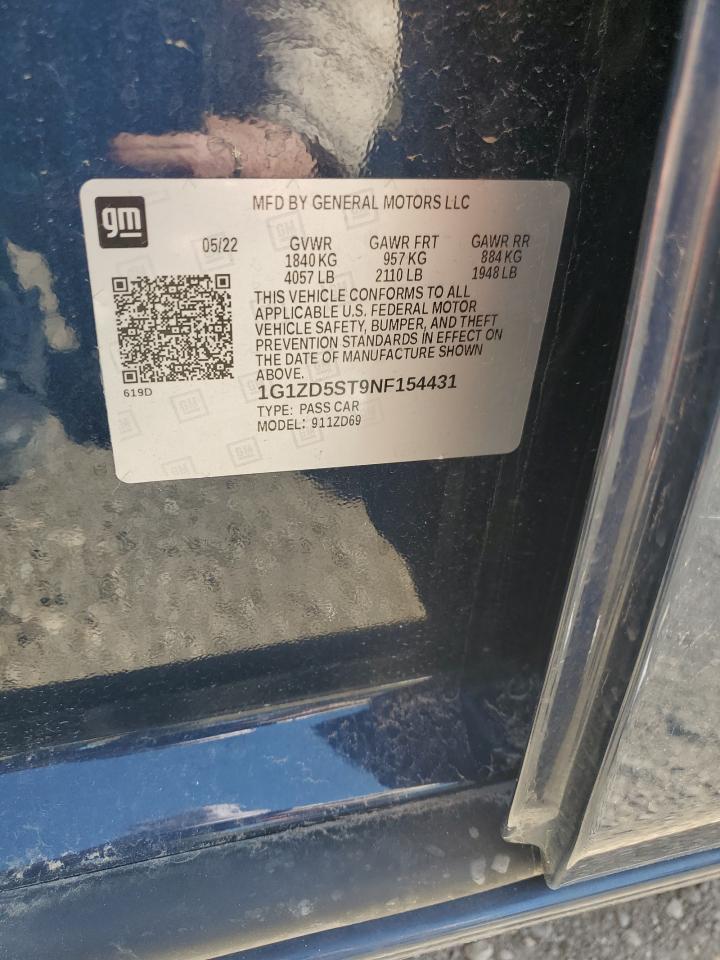 gm
MFD BY GENERAL MOTORS LLC
05/22 GVWR GAWR FRT GAWR RR
1840 KG 957 KG 884 KG
4057 LB 2110 LB 1948 LB
THIS VEHICLE CONFORMS TO ALL
APPLICABLE U.S. FEDERAL MOTOR
VEHICLE SAFETY, BUMPER, AND THEFT
PREVENTION STANDARDS IN EFFECT ON
THE DATE OF MANUFACTURE SHOWN
ABOVE.
619D
1G1ZD5ST9NF154431
TYPE: PASS CAR
MODEL: 911ZD69